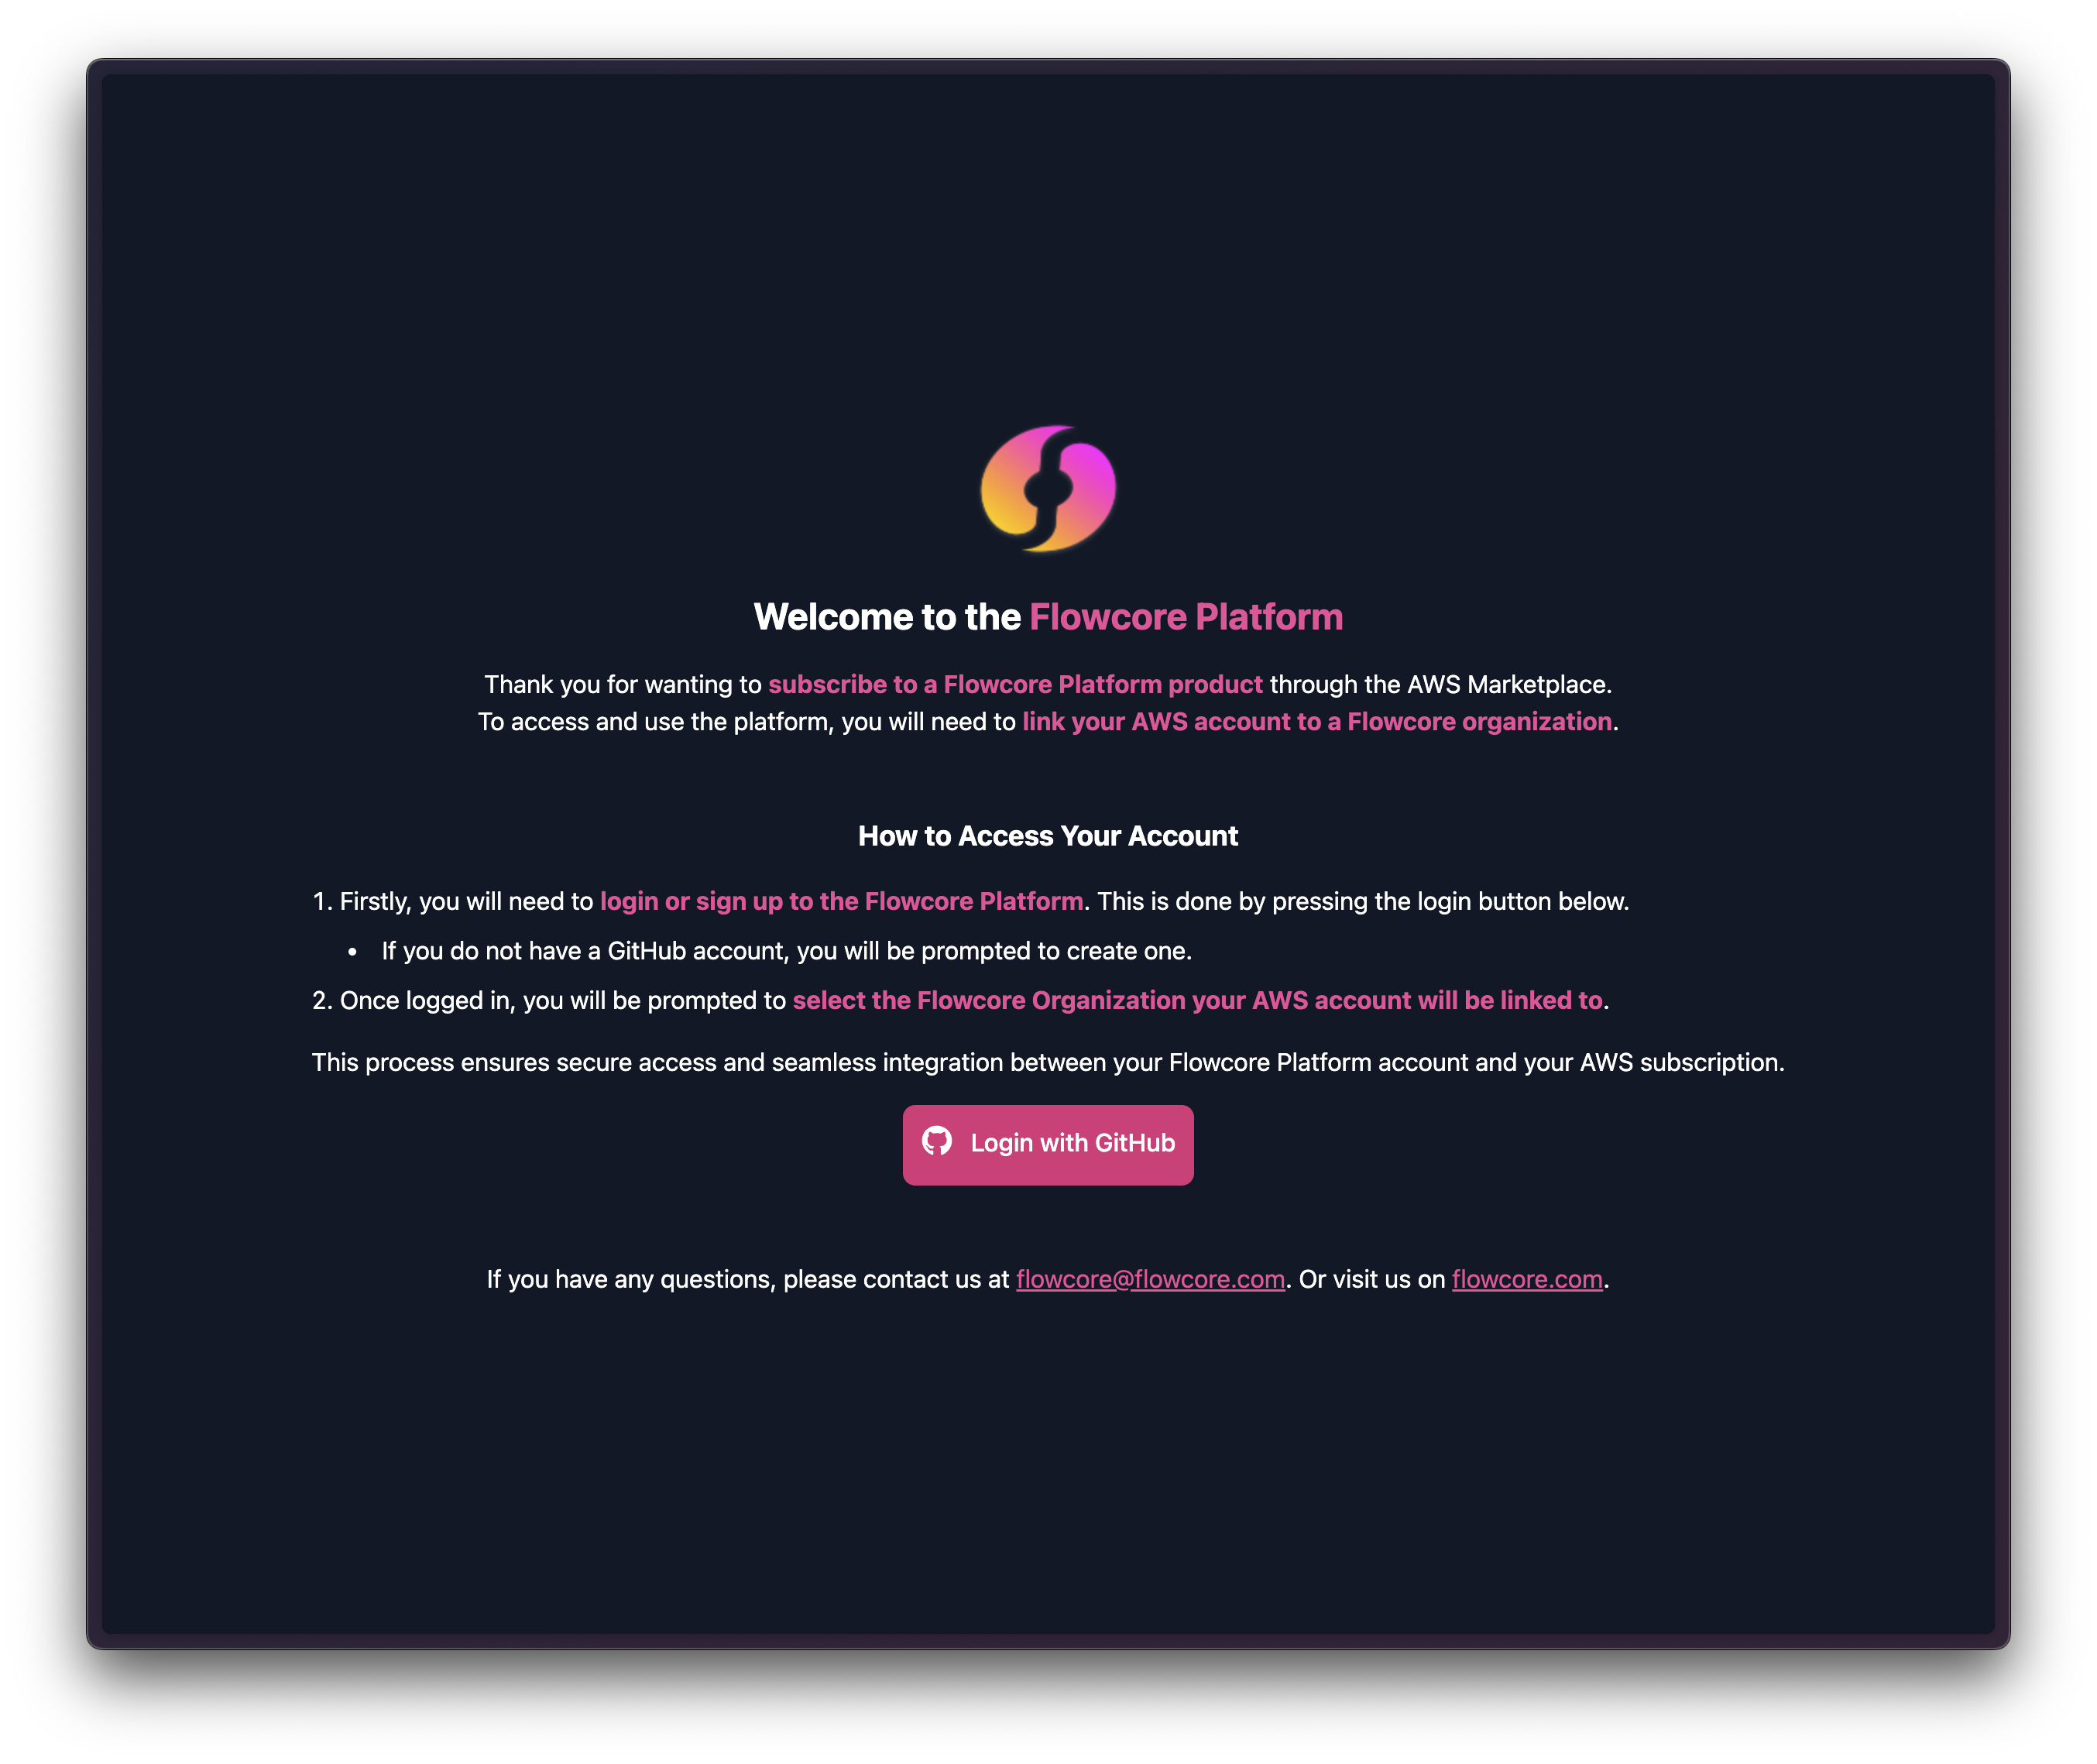 Welcome to the Flowcore Platform
Thank you for wanting to subscribe to a Flowcore Platform product through the AWS Marketplace.
To access and use the platform, you will need to link your AWS account to a Flowcore organization.
How to Access Your Account
1. Firstly, you will need to login or sign up to the Flowcore Platform. This is done by pressing the login button below.
• If you do not have a GitHub account, you will be prompted to create one.
2. Once logged in, you will be prompted to select the Flowcore Organization your AWS account will be linked to.
This process ensures secure access and seamless integration between your Flowcore Platform account and your AWS subscription.
Login with GitHub
If you have any questions, please contact us at flowcore@flowcore.com. Or visit us on flowcore.com.